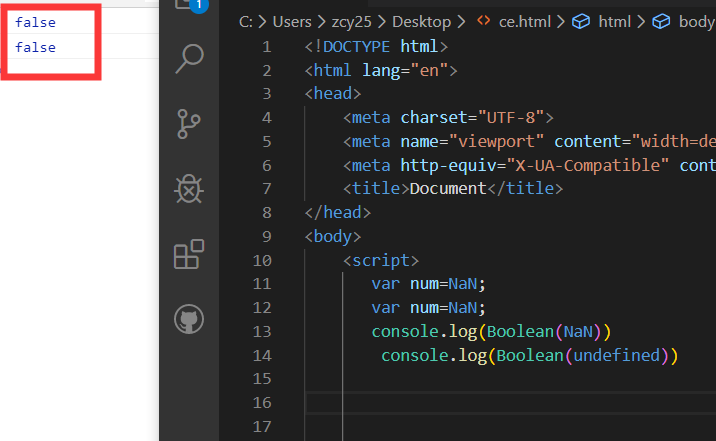 false
false
1
C: > Users > zcy25 > Desktop > <> ce.html > html > body
1 <!DOCTYPE html>
2 <html lang="en">
3 <head>
4 <meta charset="UTF-8">
5 <meta name="viewport" content="width=de
6 <meta http-equiv="X-UA-Compatible" cont
7 <title>Document</title>
8 </head>
9 <body>
10 <script>
11 var num=NaN;
12 var num=NaN;
13 console.log(Boolean(NaN))
14 console.log(Boolean(undefined))
15
16
17